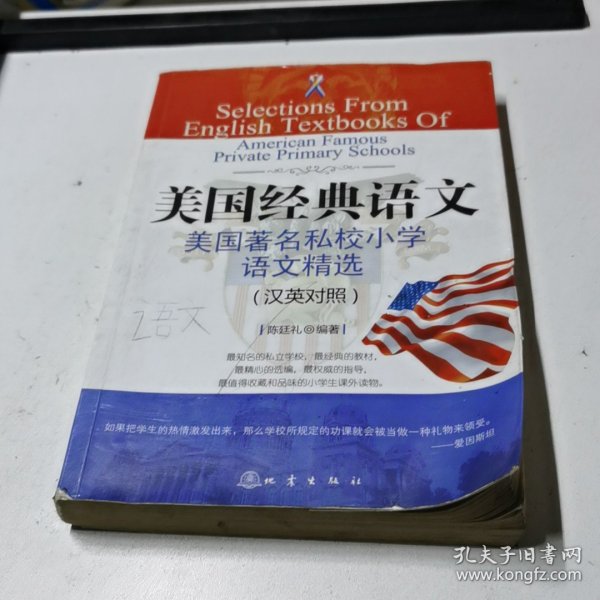 Selections From
English Textbooks Of
American Famous
Private Primary Schools
美国经典语文
美国著名私校小学
语文精选
（汉英对照）
陈廷礼◎编著
语文
最知名的私立学校，最经典的教材，
最精心的选编，最权威的指导，
最值得收藏和品味的小学生课外读物。
如果把学生的热情激发出来，那么学校所规定的功课就会被当做一种礼物来领受。
——爱因斯坦
地震出版社
孔夫子旧书网
www.kongfz.com